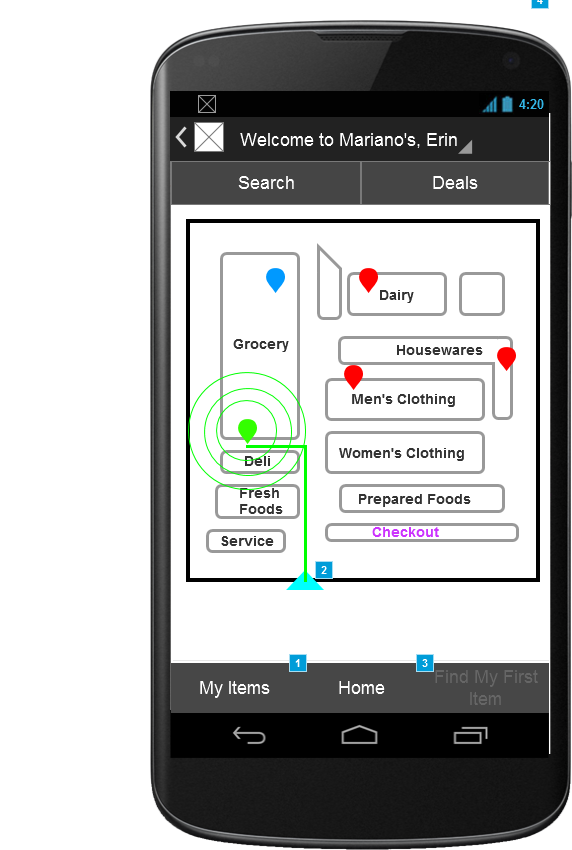 4
4:20
Welcome to Mariano's, Erin
Search
Deals
Dairy
Grocery
Housewares
Men's Clothing
Deli
Women's Clothing
Fresh
Foods
Prepared Foods
Checkout
Service
2
1
3
My Items
Home
Find My First
Item